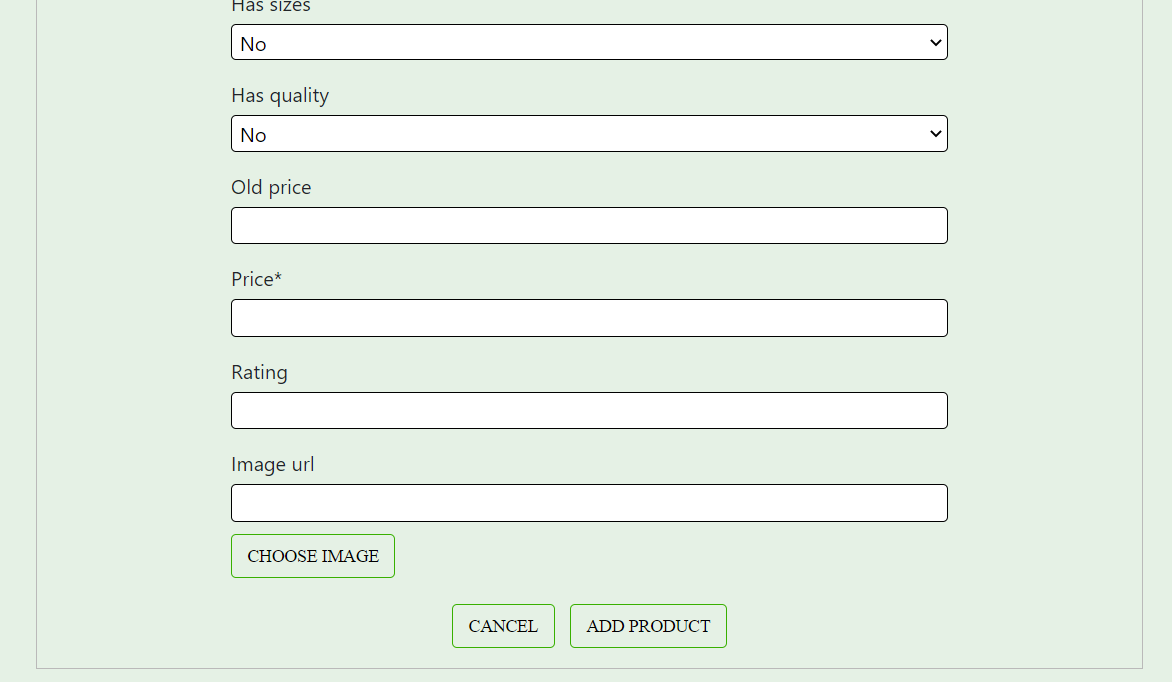 Has sizes
No
Has quality
No
Old price
Price*
Rating
Image url
CHOOSE IMAGE
CANCEL ADD PRODUCT